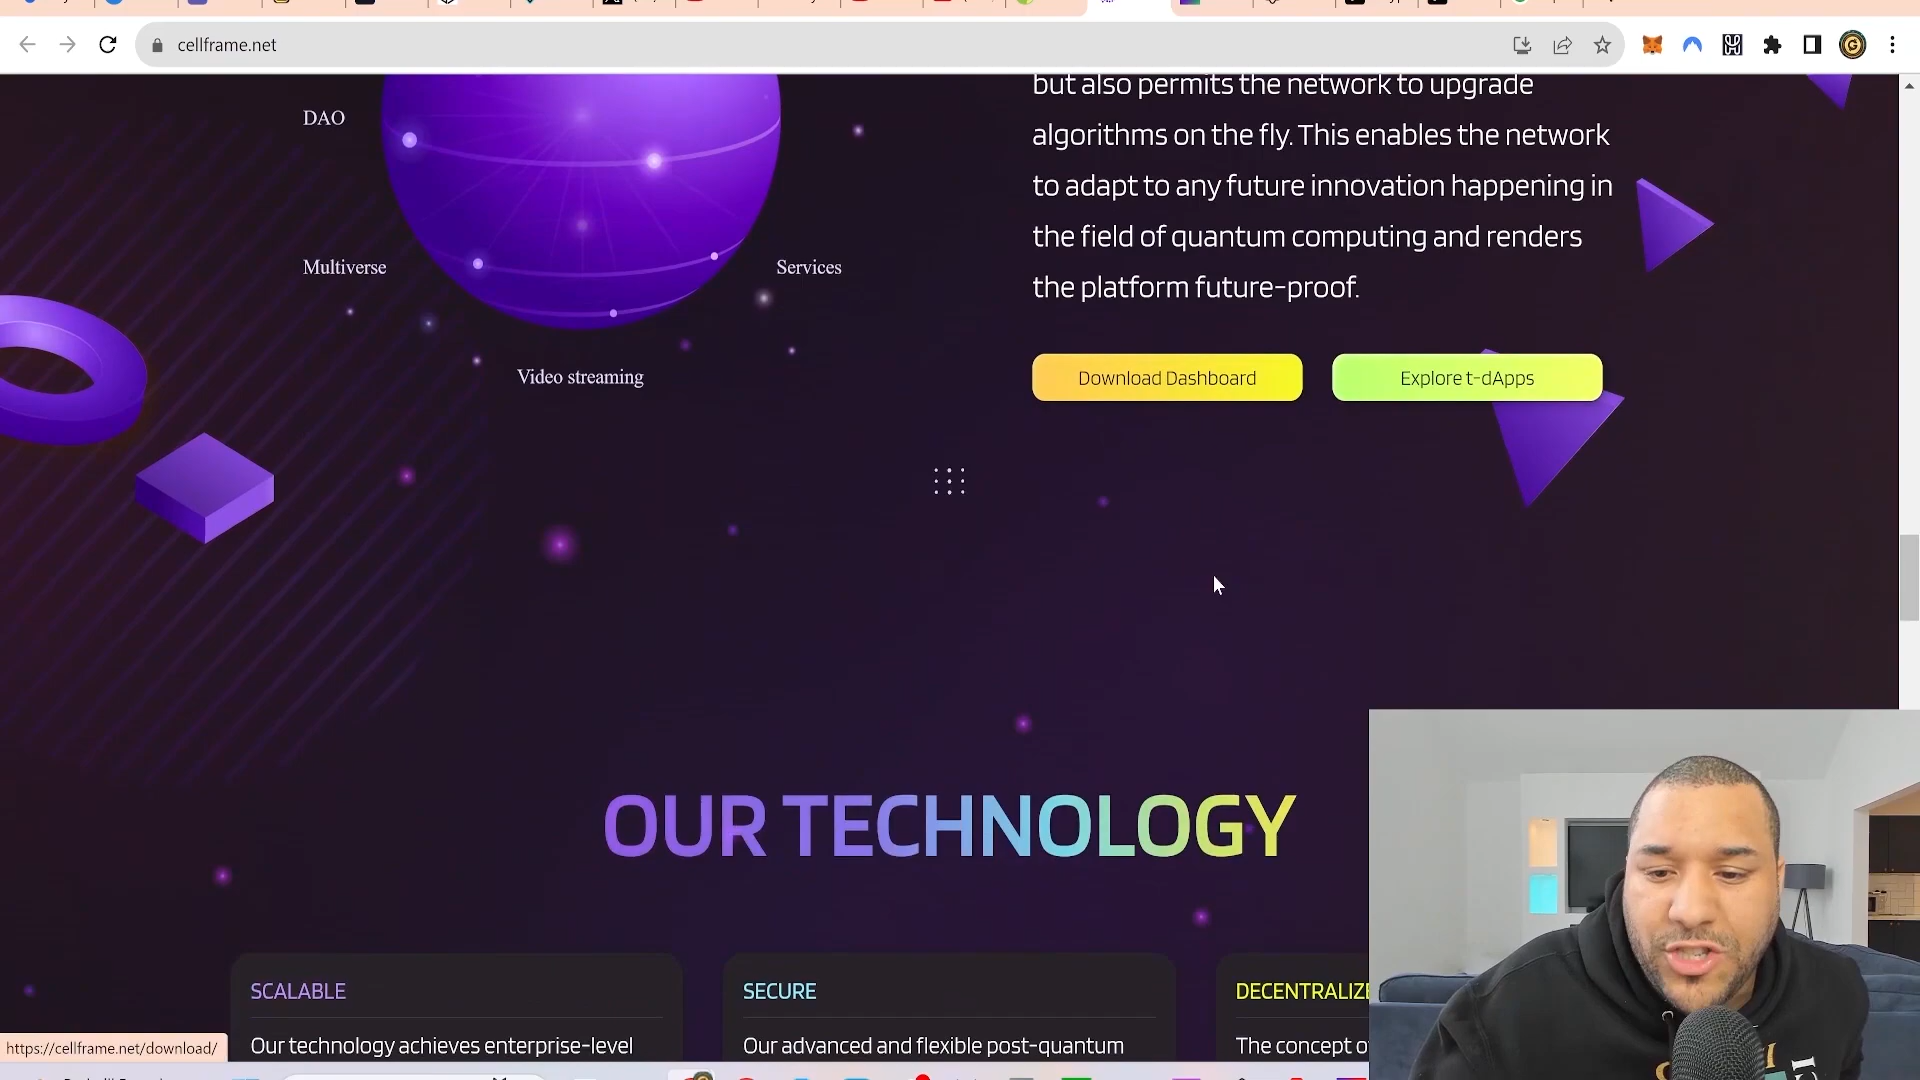 cellframe.net
but also permits the network to upgrade
algorithms on the fly. This enables the network
to adapt to any future innovation happening in
the field of quantum computing and renders
the platform future-proof.
DAO
Multiverse
Services
Video streaming
Download Dashboard
Explore t-dApps
OUR TECHNOLOGY
SCALABLE
Our technology achieves enterprise-level
SECURE
Our advanced and flexible post-quantum
DECENTRALIZE
The concept o
https://cellframe.net/download/